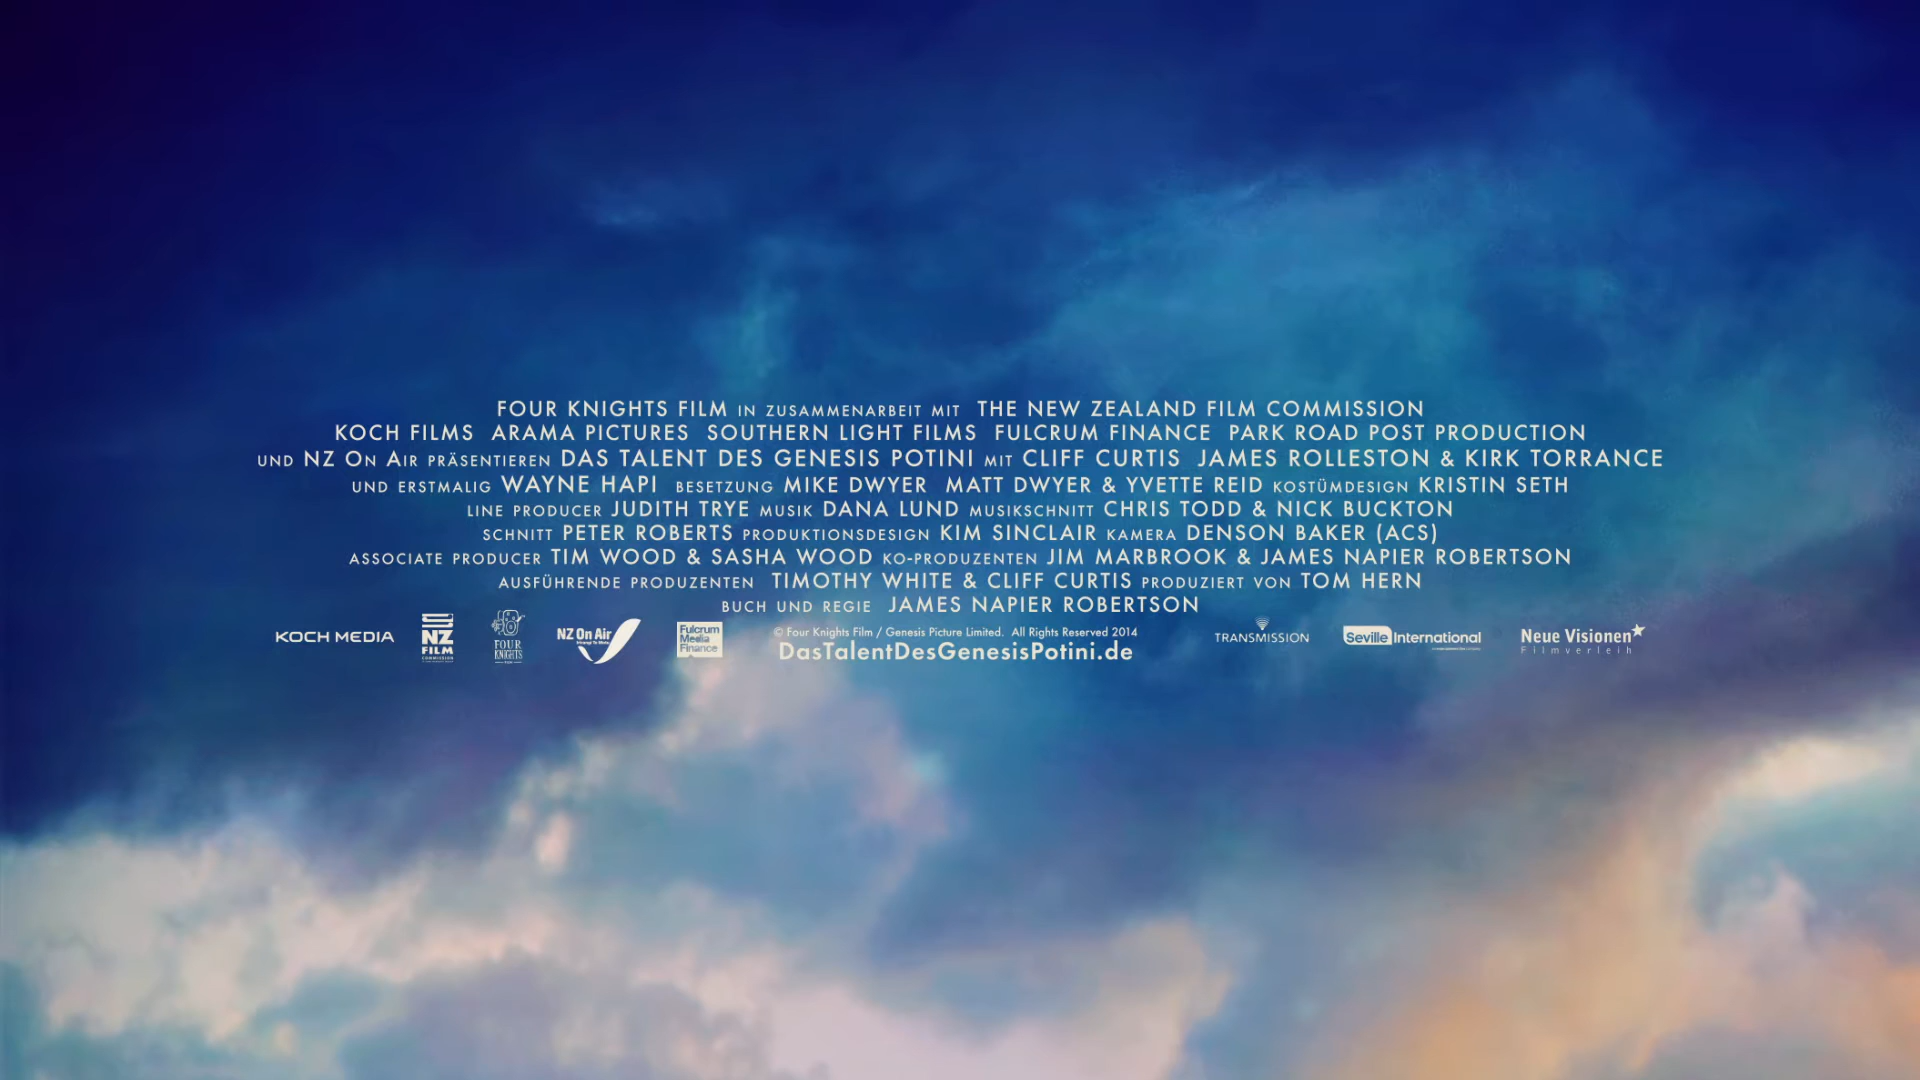 FOUR KNIGHTS FILM IN ZUSAMMENARBEIT MIT THE NEW ZEALAND FILM COMMISSION
KOCH FILMS ARAMA PICTURES SOUTHERN LIGHT FILMS FULCRUM FINANCE PARK ROAD POST PRODUCTION
UND NZ ON AIR PRÄSENTIEREN DAS TALENT DES GENESIS POTINI MIT CLIFF CURTIS JAMES ROLLESTON & KIRK TORRANCE
UND ERSTMALIG WAYNE HAPI BESETZUNG MIKE DWYER MATT DWYER & YVETTE REID KOSTÜMDESIGN KRISTIN SETH
LINE PRODUCER JUDITH TRYE MUSIK DANA LUND MUSIKSCHNITT CHRIS TODD & NICK BUCKTON
SCHNITT PETER ROBERTS PRODUKTIONSDESIGN KIM SINCLAIR KAMERA DENSON BAKER (ACS)
ASSOCIATE PRODUCER TIM WOOD & SASHA WOOD KO-PRODUZENTEN JIM MARBROOK & JAMES NAPIER ROBERTSON
AUSFÜHRENDE PRODUZENTEN TIMOTHY WHITE & CLIFF CURTIS PRODUZIERT VON TOM HERN
BUCH UND REGIE JAMES NAPIER ROBERTSON
KOCH MEDIA
NZ
FILM
COMMISSION
FOUR
KNIGHTS
FILM
NZ On Air
Fulcrum
Media
Finance
© Four Knights Film / Genesis Picture Limited. All Rights Reserved 2014
DasTalentDesGenesisPotini.de
TRANSMISSION
Seville International
Neue Visionen
Filmverleih